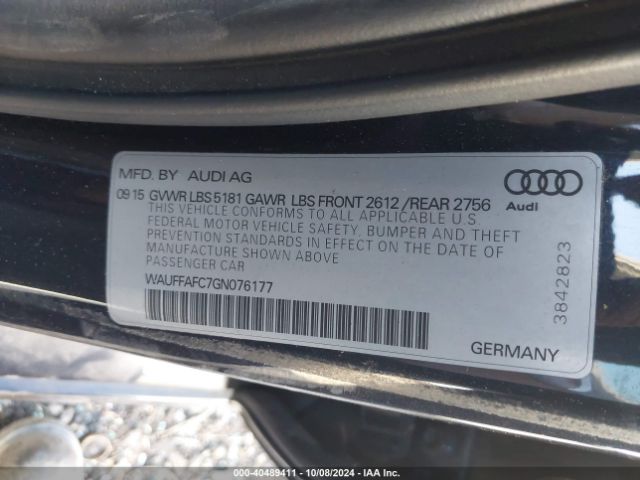 MFD. BY AUDI AG
09 15 GVWR LBS 5181 GAWR LBS FRONT 2612 /REAR 2756
THIS VEHICLE CONFORMS TO ALL APPLICABLE U.S.
FEDERAL MOTOR VEHICLE SAFETY, BUMPER AND THEFT
PREVENTION STANDARDS IN EFFECT ON THE DATE OF
MANUFACTURE SHOWN ABOVE
PASSENGER CAR
WAUFFAFC7GN076177
Audi
3842823
GERMANY
000-40489411 - 10/08/2024 - IAA Inc.